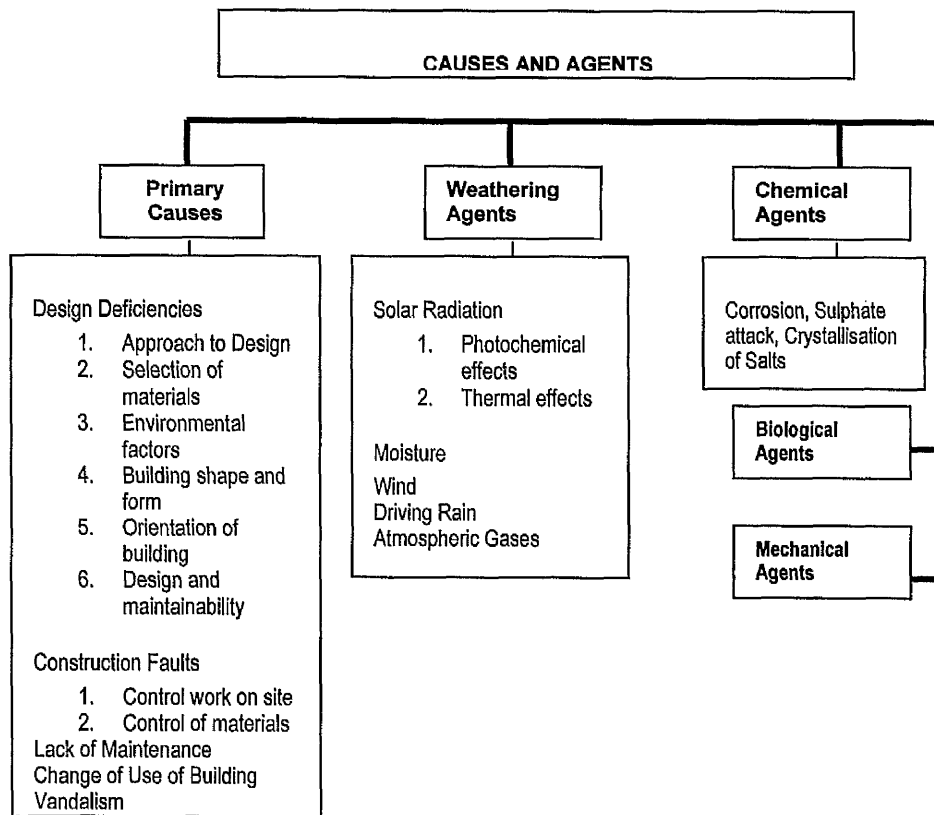 CAUSES AND AGENTS
Primary
Causes
Design Deficiencies
1. Approach to Design
2. Selection of
materials
3. Environmental
factors
4. Building shape and
form
5. Orientation of
building
6. Design and
maintainability
Construction Faults
1. Control work on site
2. Control of materials
Lack of Maintenance
Change of Use of Building
Vandalism
Weathering
Agents
Solar Radiation
1. Photochemical
effects
2. Thermal effects
Moisture
Wind
Driving Rain
Atmospheric Gases
Chemical
Agents
Corrosion, Sulphate
attack, Crystallisation
of Salts
Biological
Agents
Mechanical
Agents